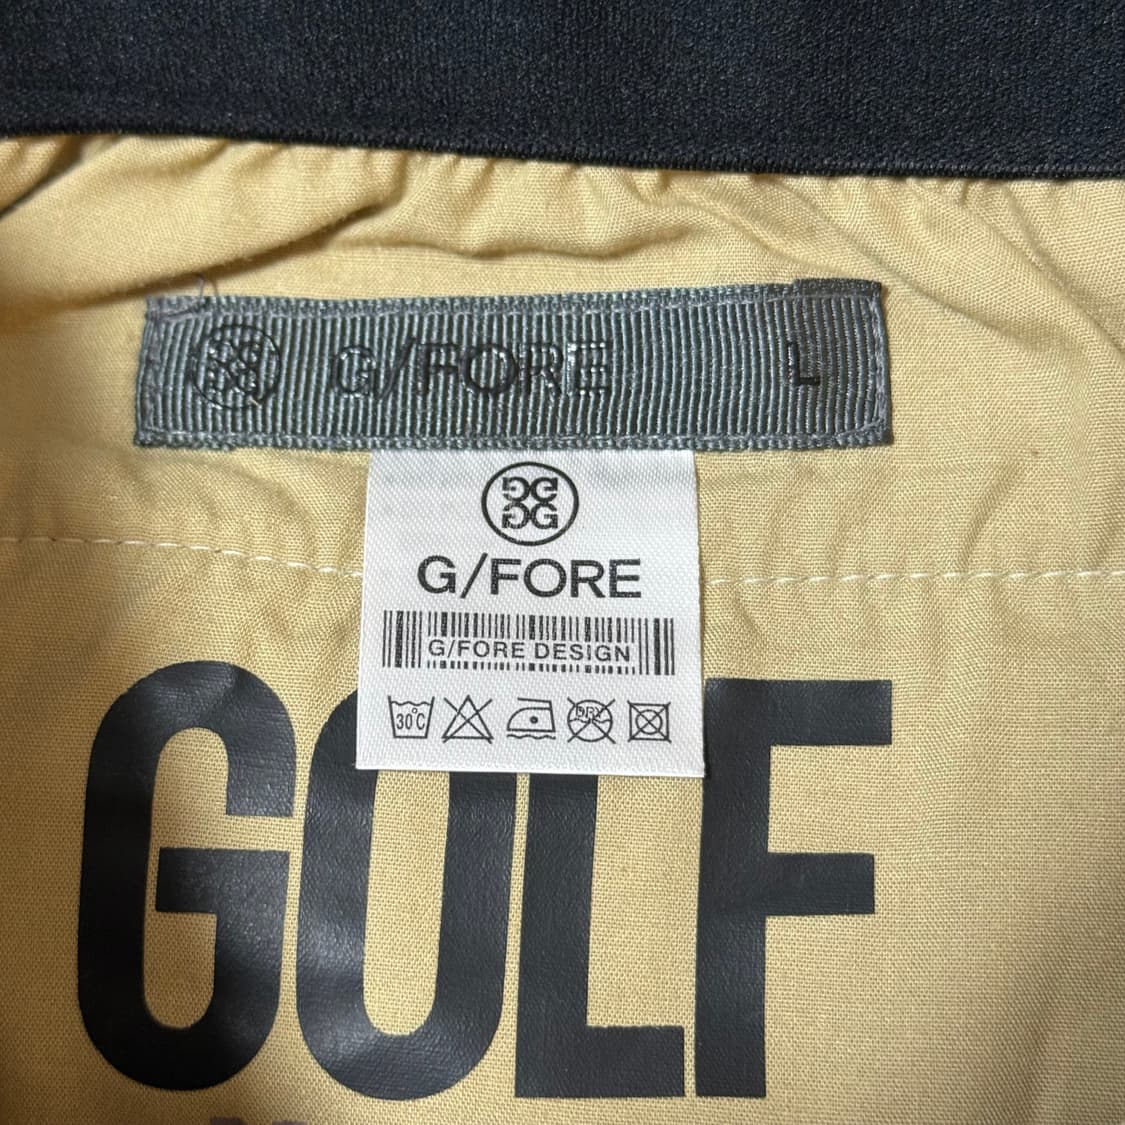 G/FORE L
G/FORE
G/FORE DESIGN
30°C DRY
GOLF